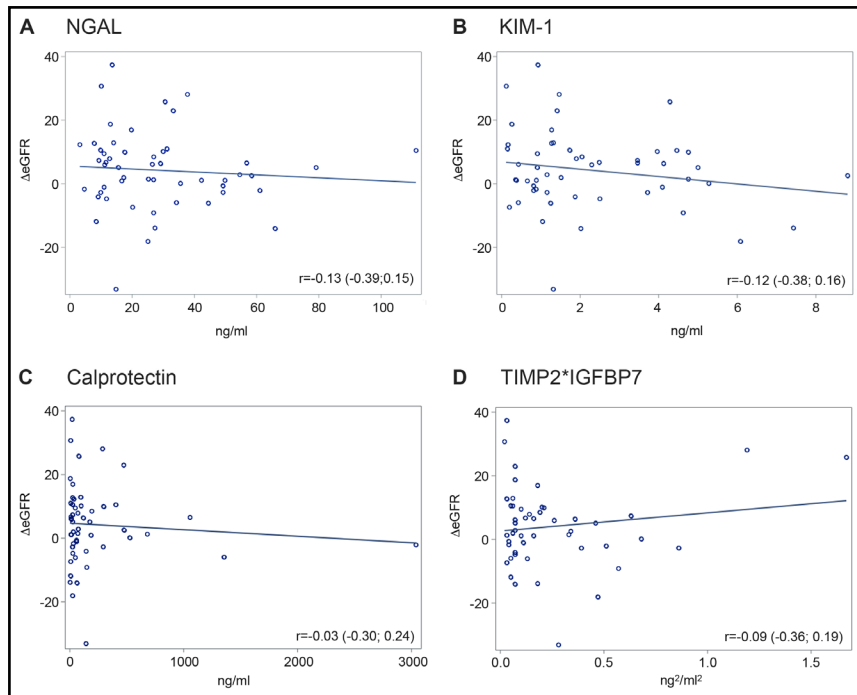 A NGAL
40
20
0
-20
ΔeGFR
r=-0.13 (-0.39;0.15)
0 20 40 60 80 100
ng/ml
B KIM-1
40
20
0
-20
ΔeGFR
r=-0.12 (-0.38; 0.16)
0 2 4 6 8
ng/ml
C Calprotectin
40
20
0
-20
ΔeGFR
r=-0.03 (-0.30; 0.24)
0 1000 2000 3000
ng/ml
D TIMP2*IGFBP7
40
20
0
-20
ΔeGFR
r=-0.09 (-0.36; 0.19)
0.0 0.5 1.0 1.5
ng²/ml²